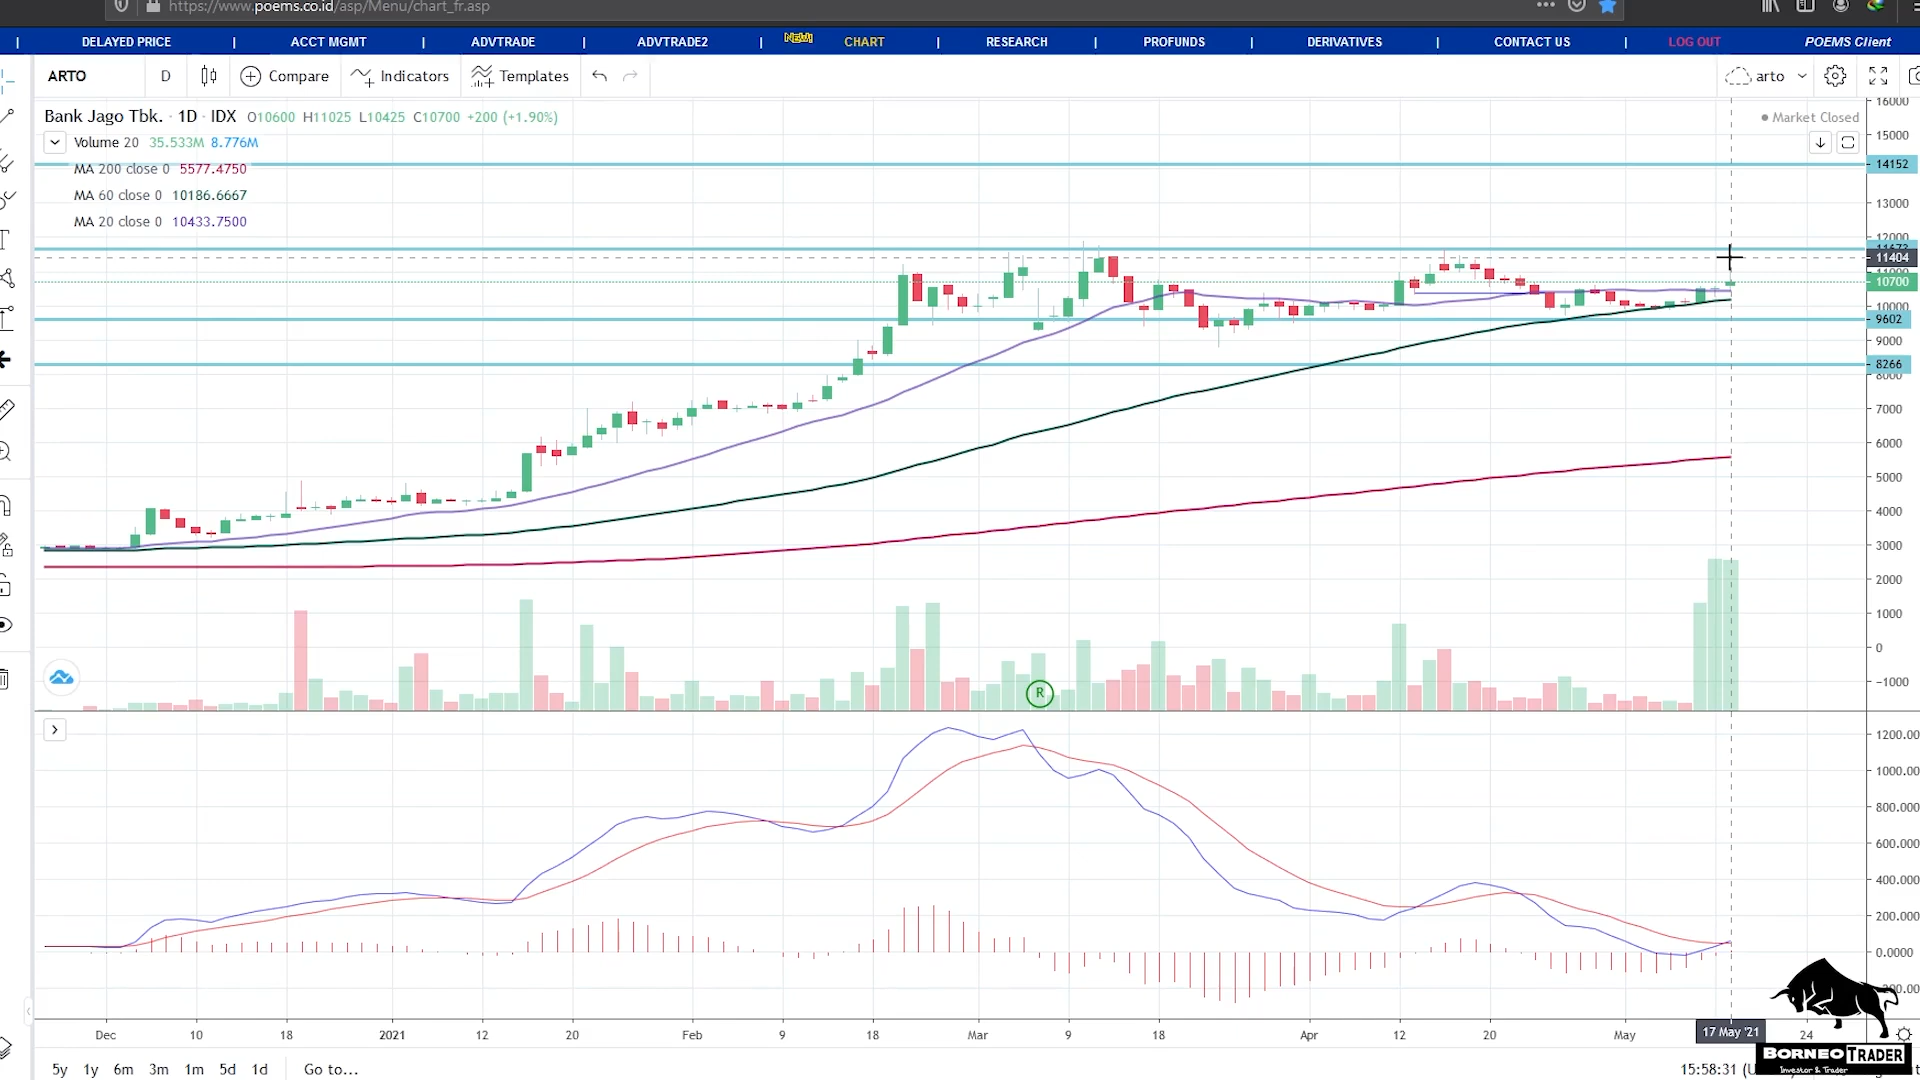 https://www.poems.co.id/asp/Menu/chart_fr.asp
| DELAYED PRICE | ACCT MGMT | ADVTRADE | ADVTRADE2 | NEW! CHART | RESEARCH | PROFUNDS | DERIVATIVES | CONTACT US | LOG OUT POEMS Client
ARTO D Compare Indicators Templates arto
Bank Jago Tbk. · 1D · IDX O10600 H11025 L10425 C10700 +200 (+1.90%)
Market Closed
Volume 20 35.533M 8.776M
MA 200 close 0 5577.4750
MA 60 close 0 10186.6667
MA 20 close 0 10433.7500
16000
15000
14152
13000
12000
11673
11404
11000
10700
10000
9602
9000
8266
8000
7000
6000
5000
4000
3000
2000
1000
0
−1000
R
1200.00
1000.00
800.000
600.000
400.000
200.000
0.0000
Dec 10 18 2021 12 20 Feb 9 18 Mar 9 18 Apr 12 20 May 17 May '21 24
BORNEO TRADER
Investor & Trader
5y 1y 6m 3m 1m 5d 1d Go to... 15:58:31